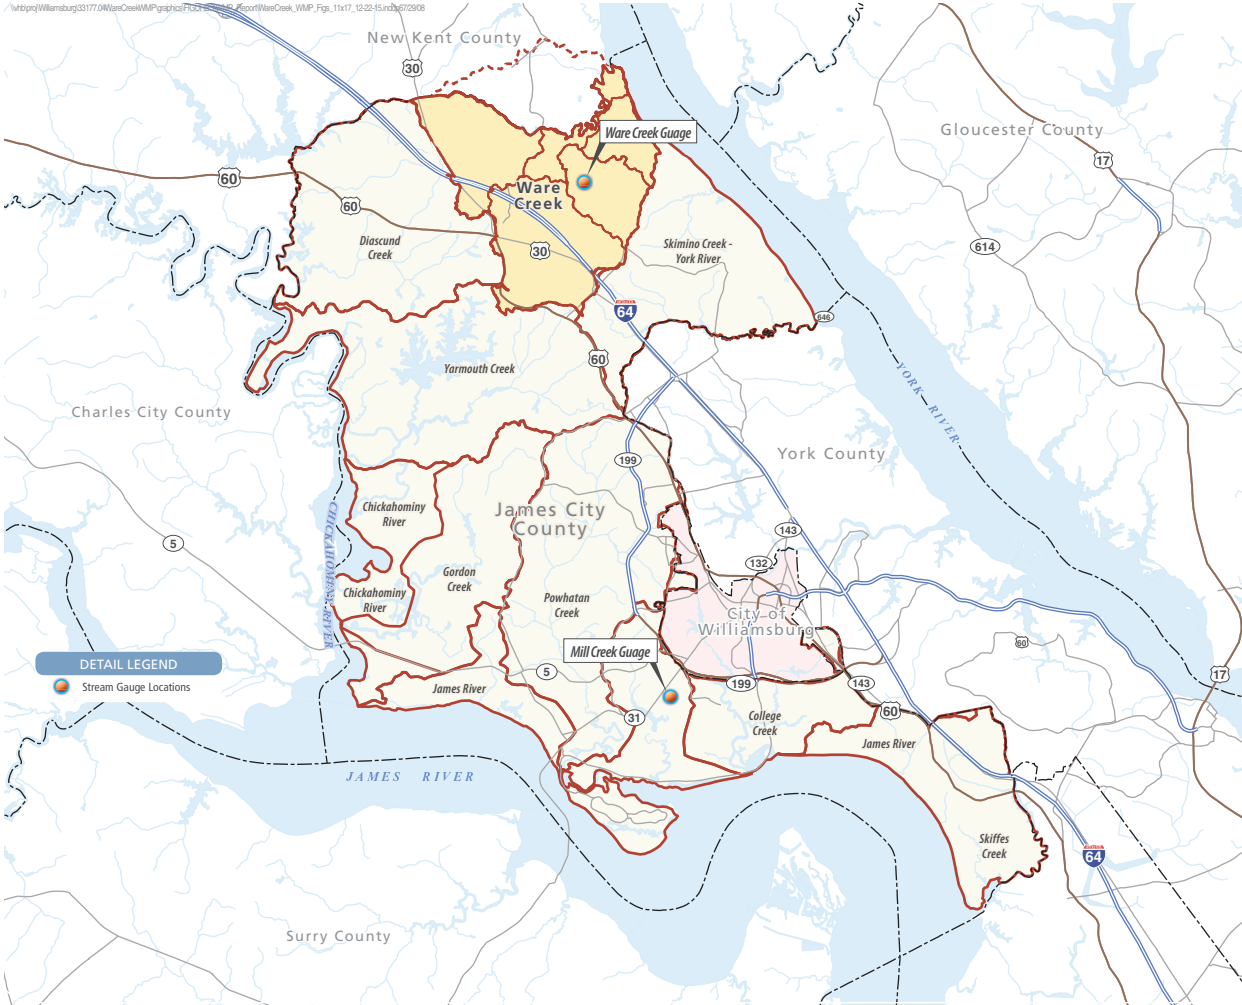 New Kent County
30
Gloucester County
17
Ware Creek Guage
60
Ware
Creek
60
614
Diascund
Creek
30
Skimino Creek -
York River
64
646
60
Yarmouth Creek
YORK RIVER
Charles City County
York County
199
Chickahominy
River
James City
County
143
5
CHICKAHOMINY RIVER
132
Gordon
Creek
Chickahominy
River
Powhatan
Creek
City of
Williamsburg
60
Mill Creek Guage
DETAIL LEGEND
Stream Gauge Locations
5
17
James River
199
143
31
60
College
Creek
James River
JAMES RIVER
Skiffes
Creek
64
Surry County